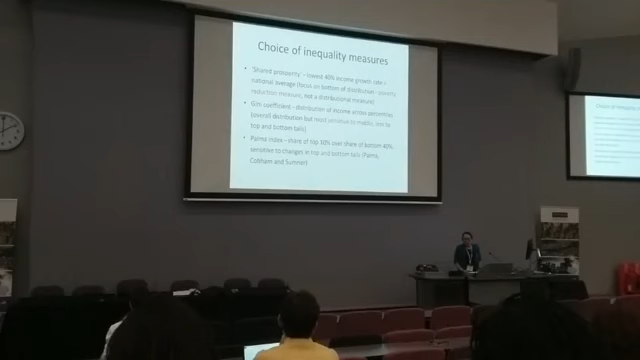 Choice of inequality measures
• 'Shared prosperity' – lowest 40% income growth rate >
national average (focus on bottom of distribution - poverty
reduction measure, not a distributional measure)
• Gini coefficient – distribution of income across percentiles
(overall distribution but most sensitive to middle, less to
top and bottom tails)
• Palma index – share of top 10% over share of bottom 40%,
sensitive to changes in top and bottom tails (Palma,
Cobham and Sumner)